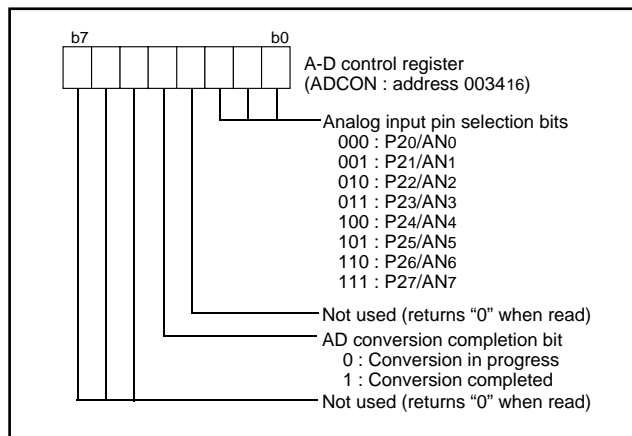 b7 b0
A-D control register
(ADCON : address 003416)
Analog input pin selection bits
000 : P20/AN0
001 : P21/AN1
010 : P22/AN2
011 : P23/AN3
100 : P24/AN4
101 : P25/AN5
110 : P26/AN6
111 : P27/AN7
Not used (returns “0” when read)
AD conversion completion bit
0 : Conversion in progress
1 : Conversion completed
Not used (returns “0” when read)